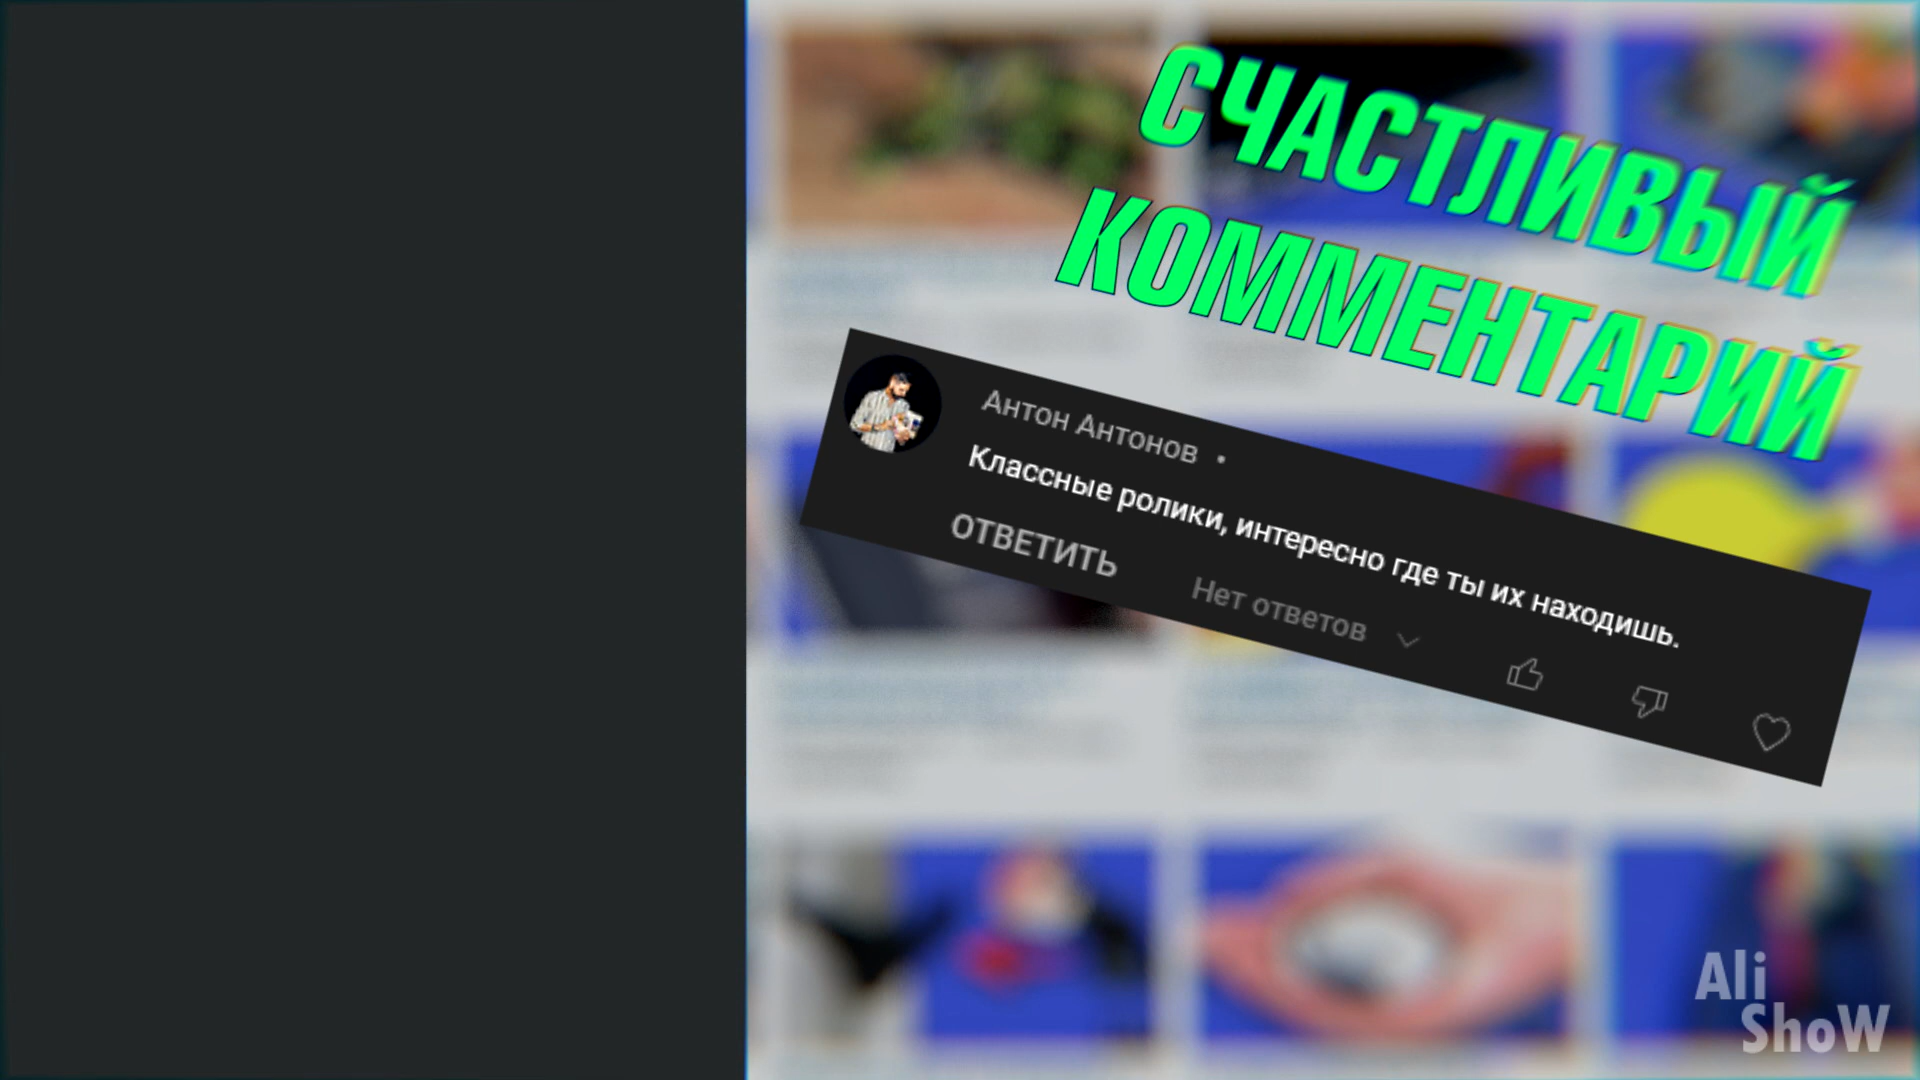 СЧАСТЛИВЫЙ
КОММЕНТАРИЙ
Антон Антонов •
Классные ролики, интересно где ты их находишь.
ОТВЕТИТЬ
Нет ответов
Ali
ShoW